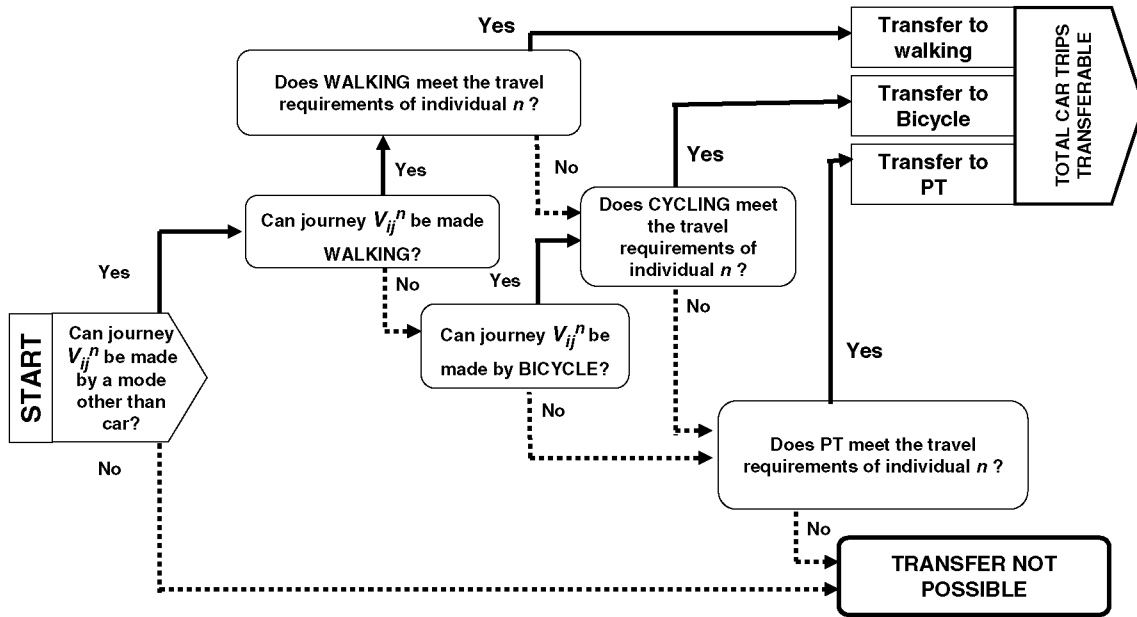 Yes
Does WALKING meet the travel
requirements of individual n ?
Transfer to
walking
Transfer to
Bicycle
Transfer to
PT
TOTAL CAR TRIPS
TRANSFERABLE
Yes
No
Yes
Can journey Vijn be made
WALKING?
Does CYCLING meet
the travel
requirements of
individual n ?
Yes
No
Yes
No
START
Can journey
Vijn be made
by a mode
other than
car?
Can journey Vijn be
made by BICYCLE?
Yes
No
No
Does PT meet the travel
requirements of individual n ?
No
TRANSFER NOT
POSSIBLE